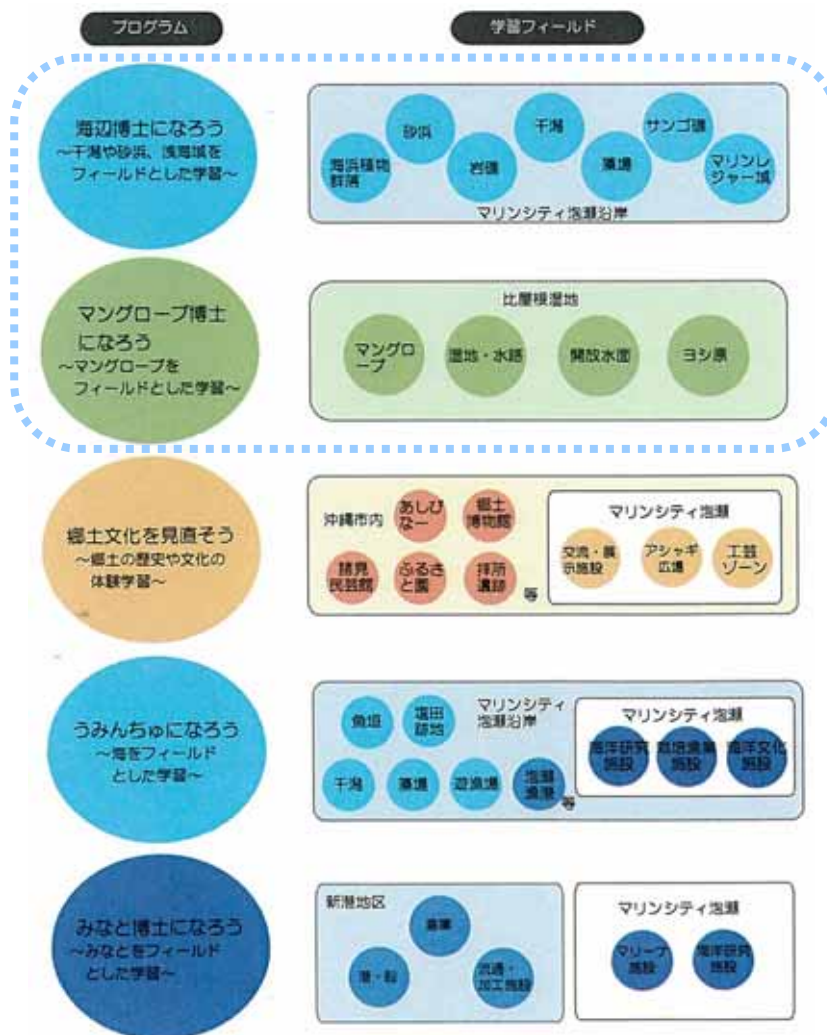 プログラム
学習フィールド
海辺博士になろう
～干潟や砂浜、浅海域を
フィールドとした学習～
海浜植物
群落
砂浜
岩礁
干潟
藻場
サンゴ礁
マリンレ
ジャー域
マリンシティ泡瀬沿岸
マングローブ博士
になろう
～マングローブを
フィールドとした学習～
比屋根湿地
マングロ
ーブ
湿地・水路
開放水面
ヨシ原
郷土文化を見直そう
～郷土の歴史や文化の
体験学習～
沖縄市内
あしび
なー
郷土
博物館
諸見
民芸館
ふるさ
と園
拝所
遺跡
等
マリンシティ泡瀬
交流・展
示施設
アシャギ
広場
工芸
ゾーン
うみんちゅになろう
～海をフィールド
とした学習～
魚垣
塩田
跡地
マリンシティ
泡瀬沿岸
干潟
藻場
遊漁場
泡瀬
漁港
等
マリンシティ泡瀬
海洋研究
施設
栽培漁業
施設
海洋文化
施設
みなと博士になろう
～みなとをフィールド
とした学習～
新港地区
港・船
流通・
加工施設
マリンシティ泡瀬
マリーナ
施設
海洋研究
施設